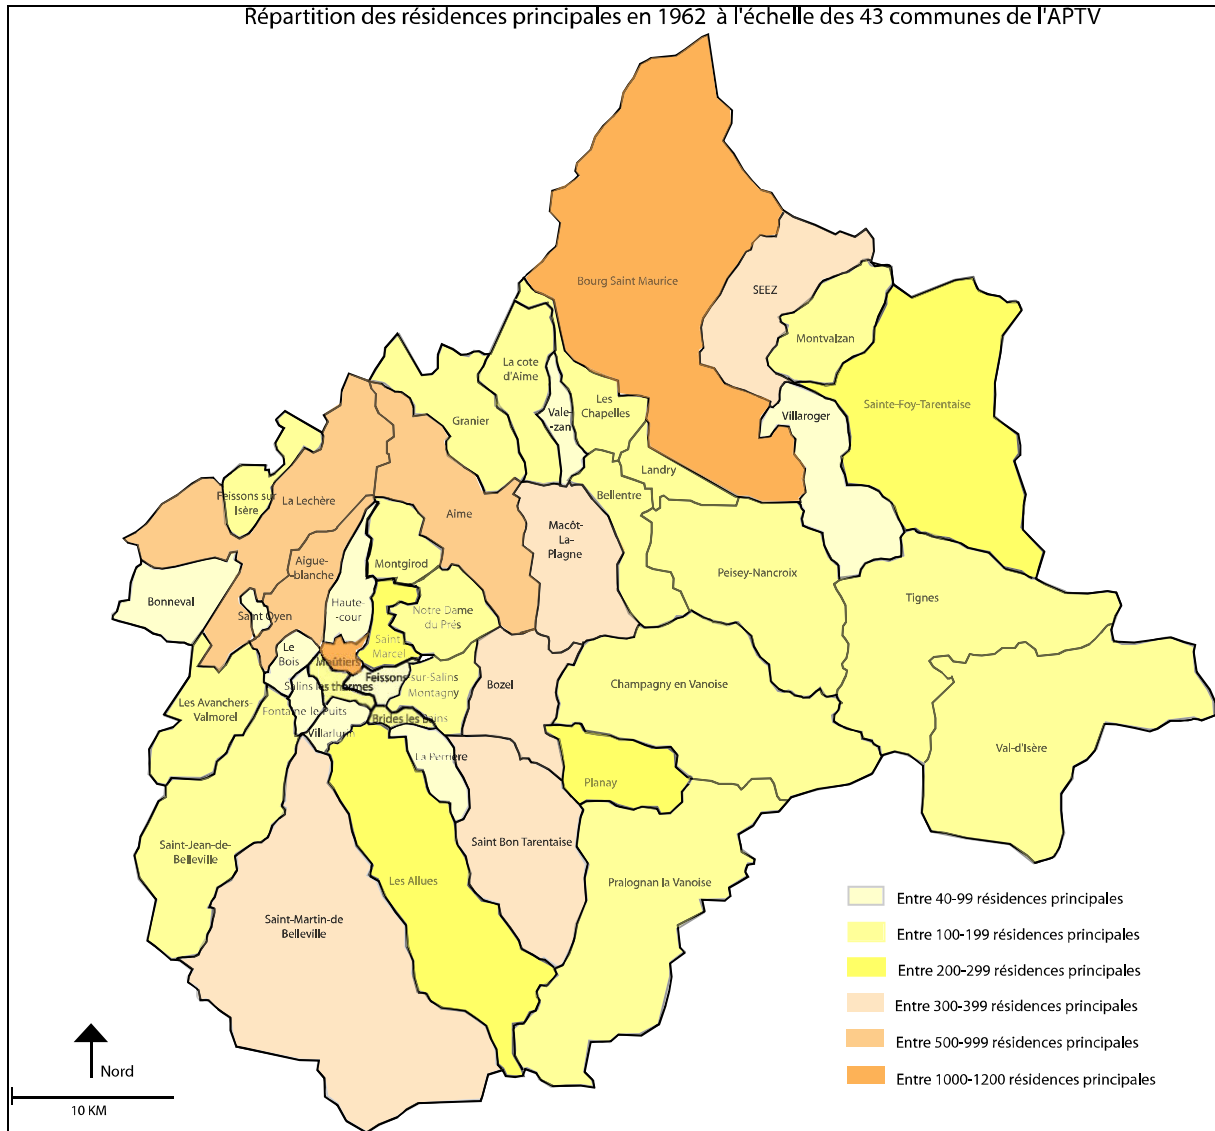 Répartition des résidences principales en 1962 à l'échelle des 43 communes de l'APTV
Bourg Saint Maurice
SEEZ
Montvalzan
Sainte-Foy-Tarentaise
Villaroger
La cote
d'Aime
Vale-
-zan
Les
Chapelles
Granier
Landry
Bellentre
Feissons sur
Isère
La Lechère
Aime
Macôt-
La-
Plagne
Peisey-Nancroix
Tignes
Val-d'Isère
Aigue-
blanche
Montgirod
Bonneval
Haute-
-cour
Saint Oyen
Notre Dame
du Prés
Saint
Marcel
Le
Bois
Moûtiers
Salins les thermes
Feissons-sur-Salins
Montagny
Bozel
Champagny en Vanoise
Les Avanchers-
Valmorel
Fontaine-le-Puits
Villarlurin
Brides les Bains
La Perrière
Planay
Saint-Jean-de-
Belleville
Saint Bon Tarentaise
Les Allues
Pralognan la Vanoise
Saint-Martin-de
Belleville
Entre 40-99 résidences principales
Entre 100-199 résidences principales
Entre 200-299 résidences principales
Entre 300-399 résidences principales
Entre 500-999 résidences principales
Entre 1000-1200 résidences principales
Nord
10 KM